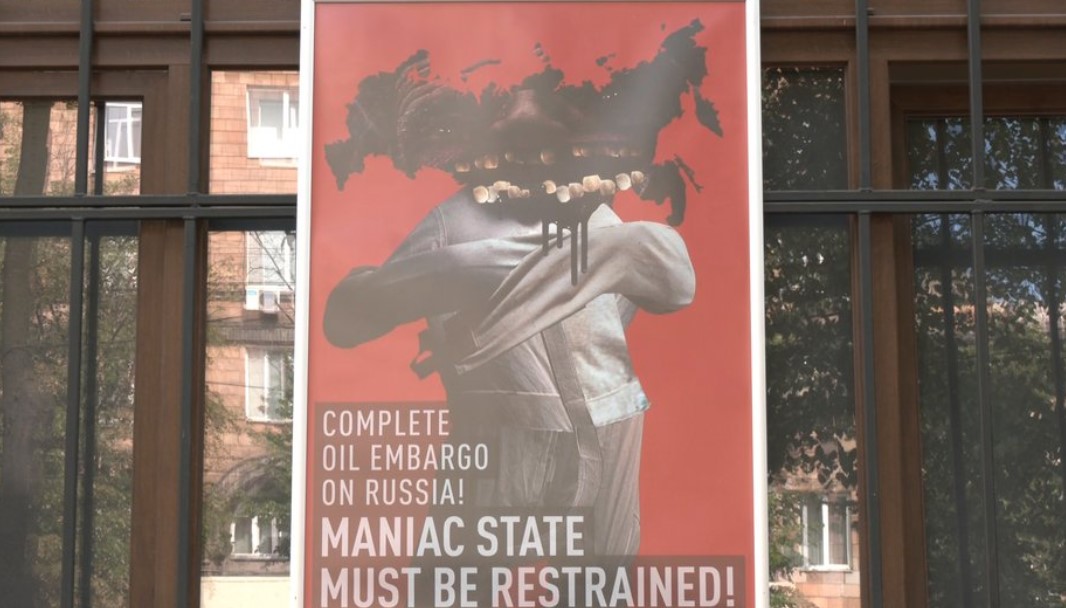 COMPLETE
OIL EMBARGO
ON RUSSIA!
MANIAC STATE
MUST BE RESTRAINED!